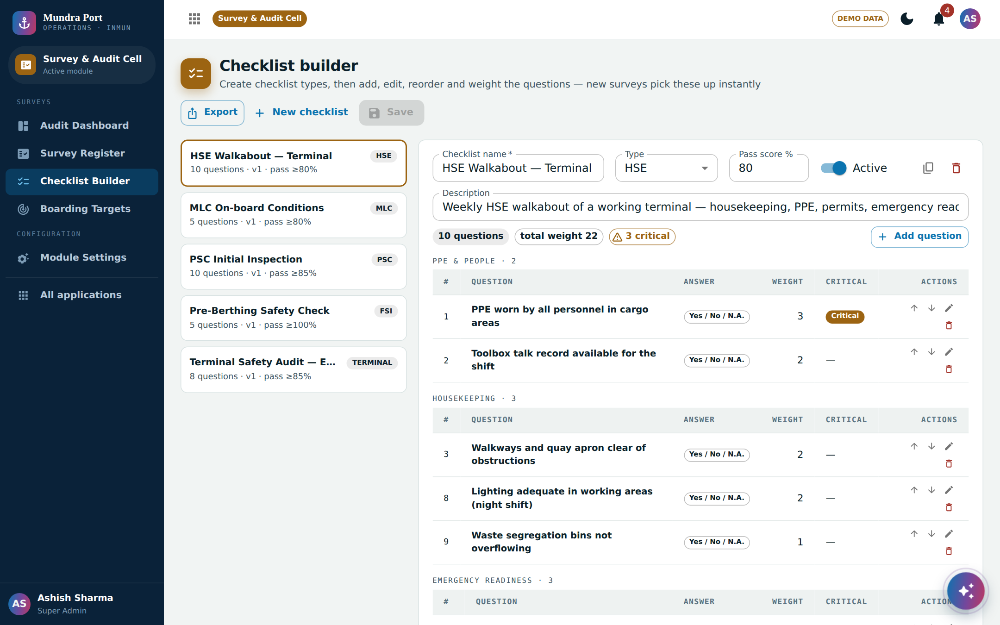 Mundra Port
OPERATIONS · INMUN
Survey & Audit Cell
Active module
SURVEYS
Audit Dashboard
Survey Register
Checklist Builder
Boarding Targets
CONFIGURATION
Module Settings
All applications
Ashish Sharma
Super Admin
AS
Survey & Audit Cell
DEMO DATA
4
AS
Checklist builder
Create checklist types, then add, edit, reorder and weight the questions — new surveys pick these up instantly
Export
New checklist
Save
HSE Walkabout — Terminal
HSE
10 questions · v1 · pass ≥80%
MLC On-board Conditions
MLC
5 questions · v1 · pass ≥80%
PSC Initial Inspection
PSC
10 questions · v1 · pass ≥85%
Pre-Berthing Safety Check
FSI
5 questions · v1 · pass ≥100%
Terminal Safety Audit — E…
TERMINAL
8 questions · v1 · pass ≥85%
Checklist name *
HSE Walkabout — Terminal
Type
HSE
Pass score %
80
Active
Description
Weekly HSE walkabout of a working terminal — housekeeping, PPE, permits, emergency
10 questions
total weight 22
3 critical
Add question
PPE & PEOPLE · 2
# QUESTION ANSWER WEIGHT CRITICAL ACTIONS
1 PPE worn by all personnel in cargo areas Yes / No / N.A. 3 Critical
2 Toolbox talk record available for the shift Yes / No / N.A. 2 —
HOUSEKEEPING · 3
# QUESTION ANSWER WEIGHT CRITICAL ACTIONS
3 Walkways and quay apron clear of obstructions Yes / No / N.A. 2 —
8 Lighting adequate in working areas (night shift) Yes / No / N.A. 2 —
9 Waste segregation bins not overflowing Yes / No / N.A. 1 —
EMERGENCY READINESS · 3
# QUESTION ANSWER WEIGHT CRITICAL